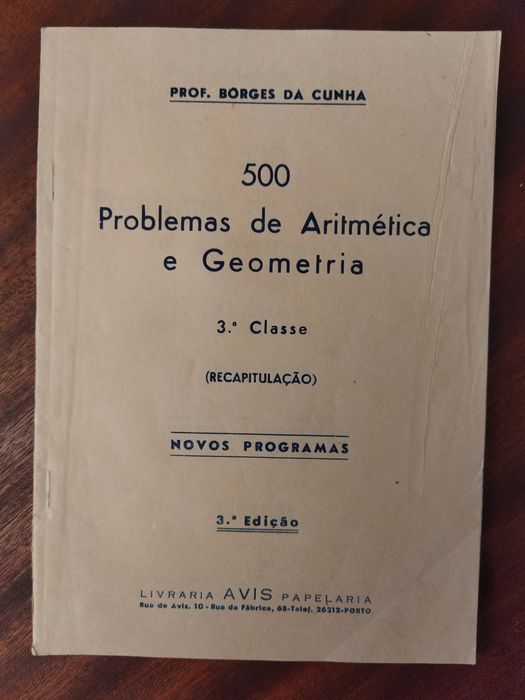 PROF. BORGES DA CUNHA
500
Problemas de Aritmética
e Geometria
3.ª Classe
(RECAPITULAÇÃO)
NOVOS PROGRAMAS
3.ª Edição
LIVRARIA AVIS PAPELARIA
Rua de Avis, 10 - Rua da Fábrica, 68-Telef. 26212-PORTO